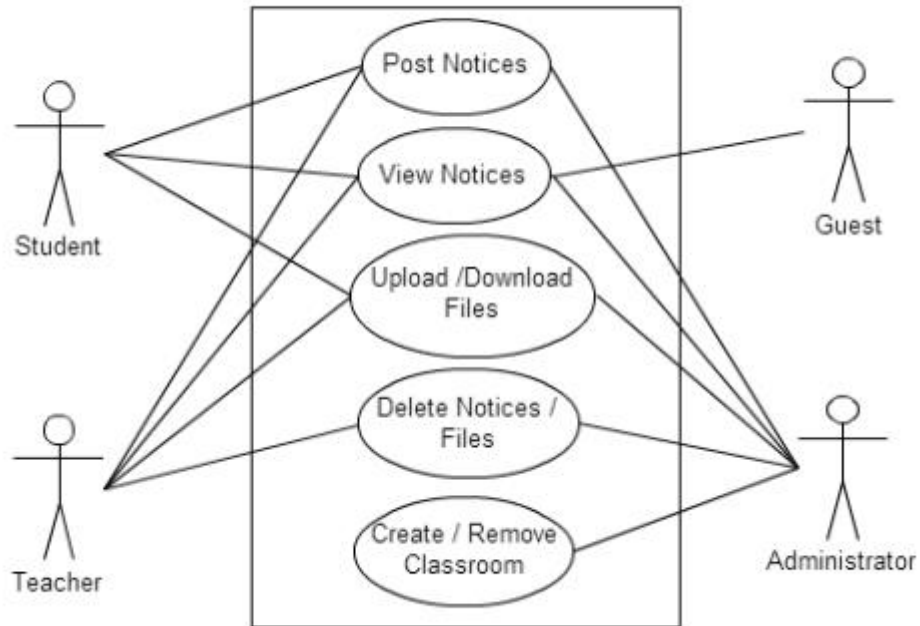 Post Notices
View Notices
Upload /Download
Files
Delete Notices /
Files
Create / Remove
Classroom
Student
Teacher
Guest
Administrator